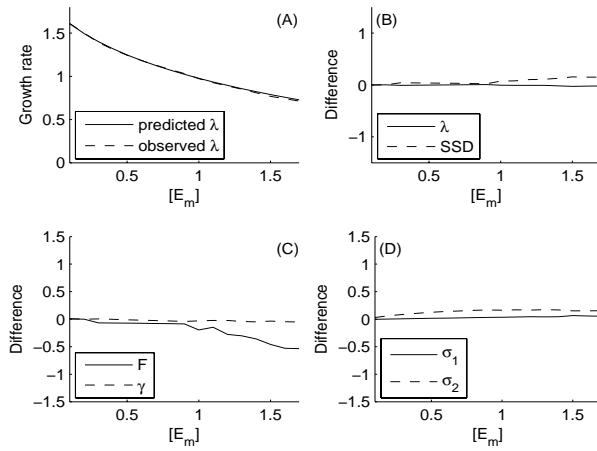 (A)
Growth rate
1.5
1
0.5
0
predicted λ
observed λ
0.5
1
1.5
[E_m]
(B)
Difference
1
0
−1
λ
SSD
0.5
1
1.5
[E_m]
(C)
Difference
1.5
1
0.5
0
−0.5
−1
−1.5
F
γ
0.5
1
1.5
[E_m]
(D)
Difference
1.5
1
0.5
0
−0.5
−1
−1.5
σ_1
σ_2
0.5
1
1.5
[E_m]